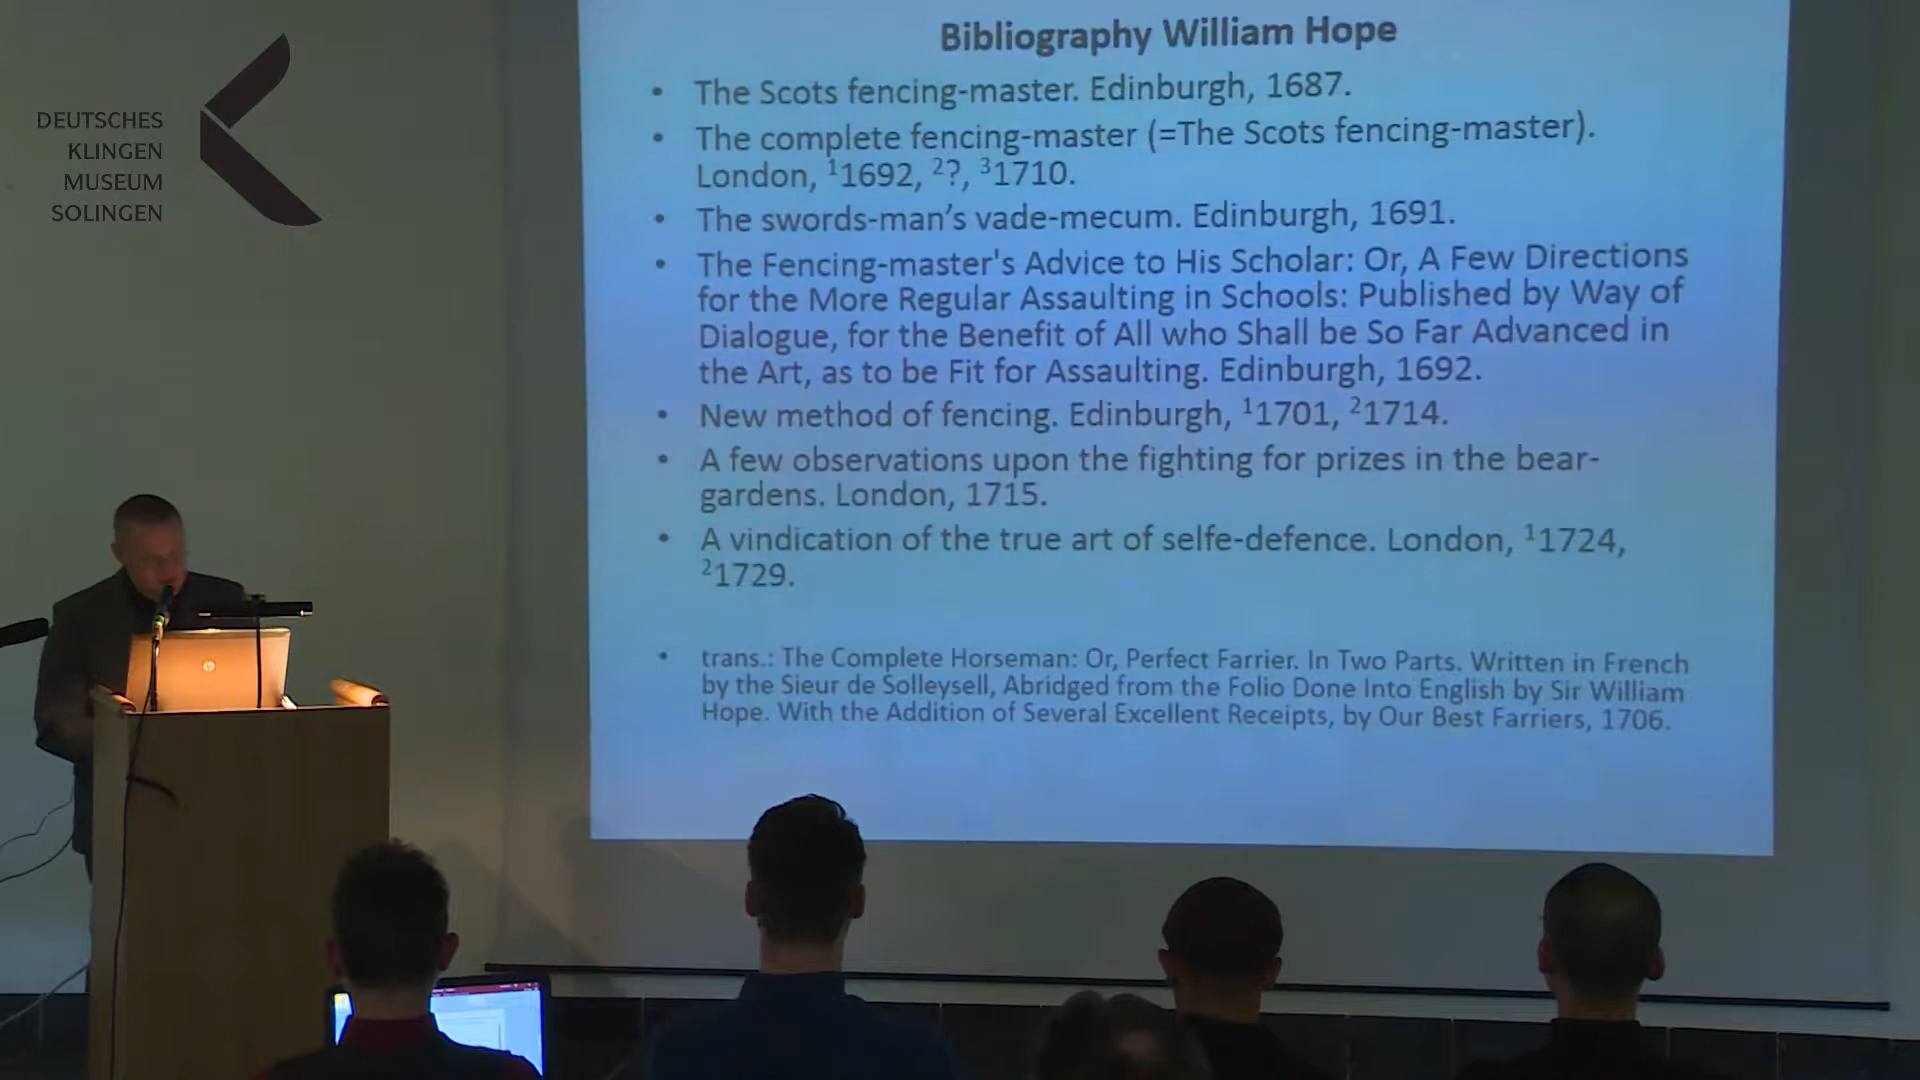 DEUTSCHES
KLINGEN
MUSEUM
SOLINGEN
Bibliography William Hope
• The Scots fencing-master. Edinburgh, 1687.
• The complete fencing-master (=The Scots fencing-master).
London, ¹1692, ²?, ³1710.
• The swords-man’s vade-mecum. Edinburgh, 1691.
• The Fencing-master's Advice to His Scholar: Or, A Few Directions
for the More Regular Assaulting in Schools: Published by Way of
Dialogue, for the Benefit of All who Shall be So Far Advanced in
the Art, as to be Fit for Assaulting. Edinburgh, 1692.
• New method of fencing. Edinburgh, ¹1701, ²1714.
• A few observations upon the fighting for prizes in the bear-
gardens. London, 1715.
• A vindication of the true art of selfe-defence. London, ¹1724,
²1729.
• trans.: The Complete Horseman: Or, Perfect Farrier. In Two Parts. Written in French
by the Sieur de Solleysell, Abridged from the Folio Done Into English by Sir William
Hope. With the Addition of Several Excellent Receipts, by Our Best Farriers, 1706.
hp